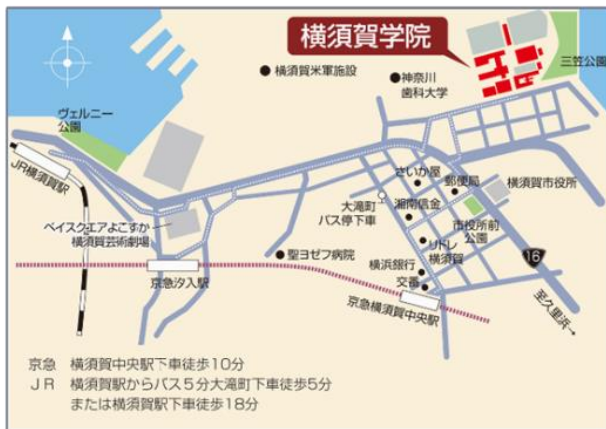 横須賀学院
三笠公園
横須賀米軍施設
神奈川
歯科大学
ヴェルニー
公園
JR横須賀駅
さいか屋
郵便局
横須賀市役所
大滝町
バス停下車
湘南信金
市役所前
公園
ベイスクエアよこすか
横須賀芸術劇場
リドレ
横須賀
16
聖ヨゼフ病院
横浜銀行
交番
京急汐入駅
京急横須賀中央駅
至久里浜→
京急 横須賀中央駅下車徒歩10分
JR 横須賀駅からバス5分大滝町下車徒歩5分
または横須賀駅下車徒歩18分